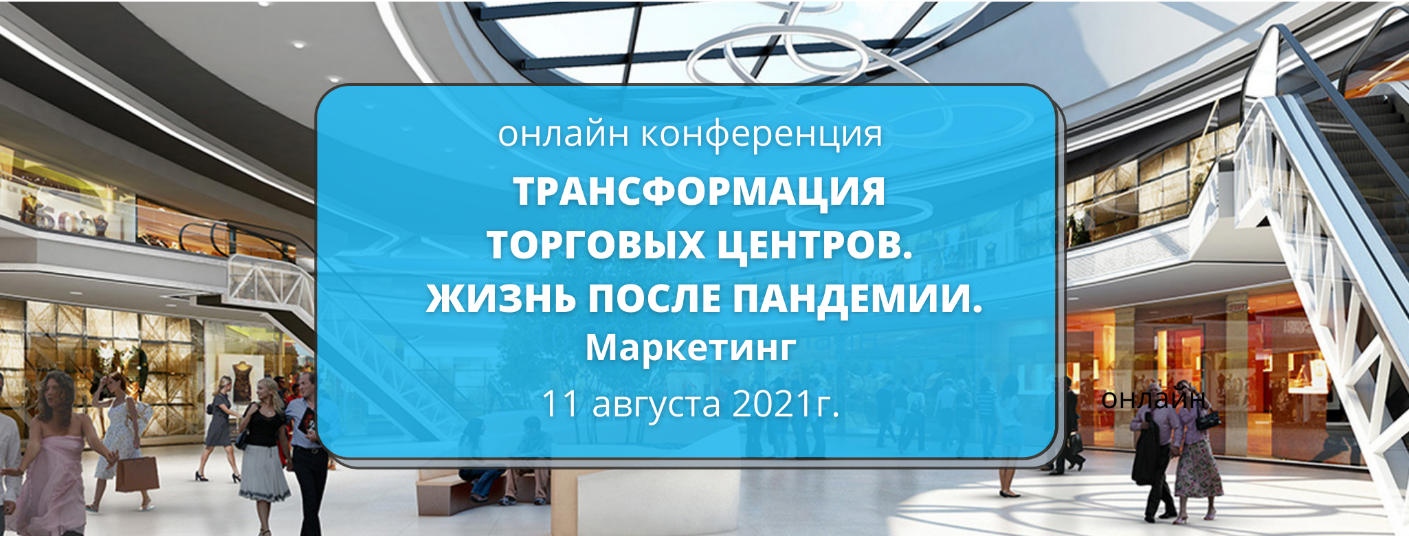 онлайн конференция
ТРАНСФОРМАЦИЯ
ТОРГОВЫХ ЦЕНТРОВ.
ЖИЗНЬ ПОСЛЕ ПАНДЕМИИ.
Маркетинг
11 августа 2021г.
онлайн